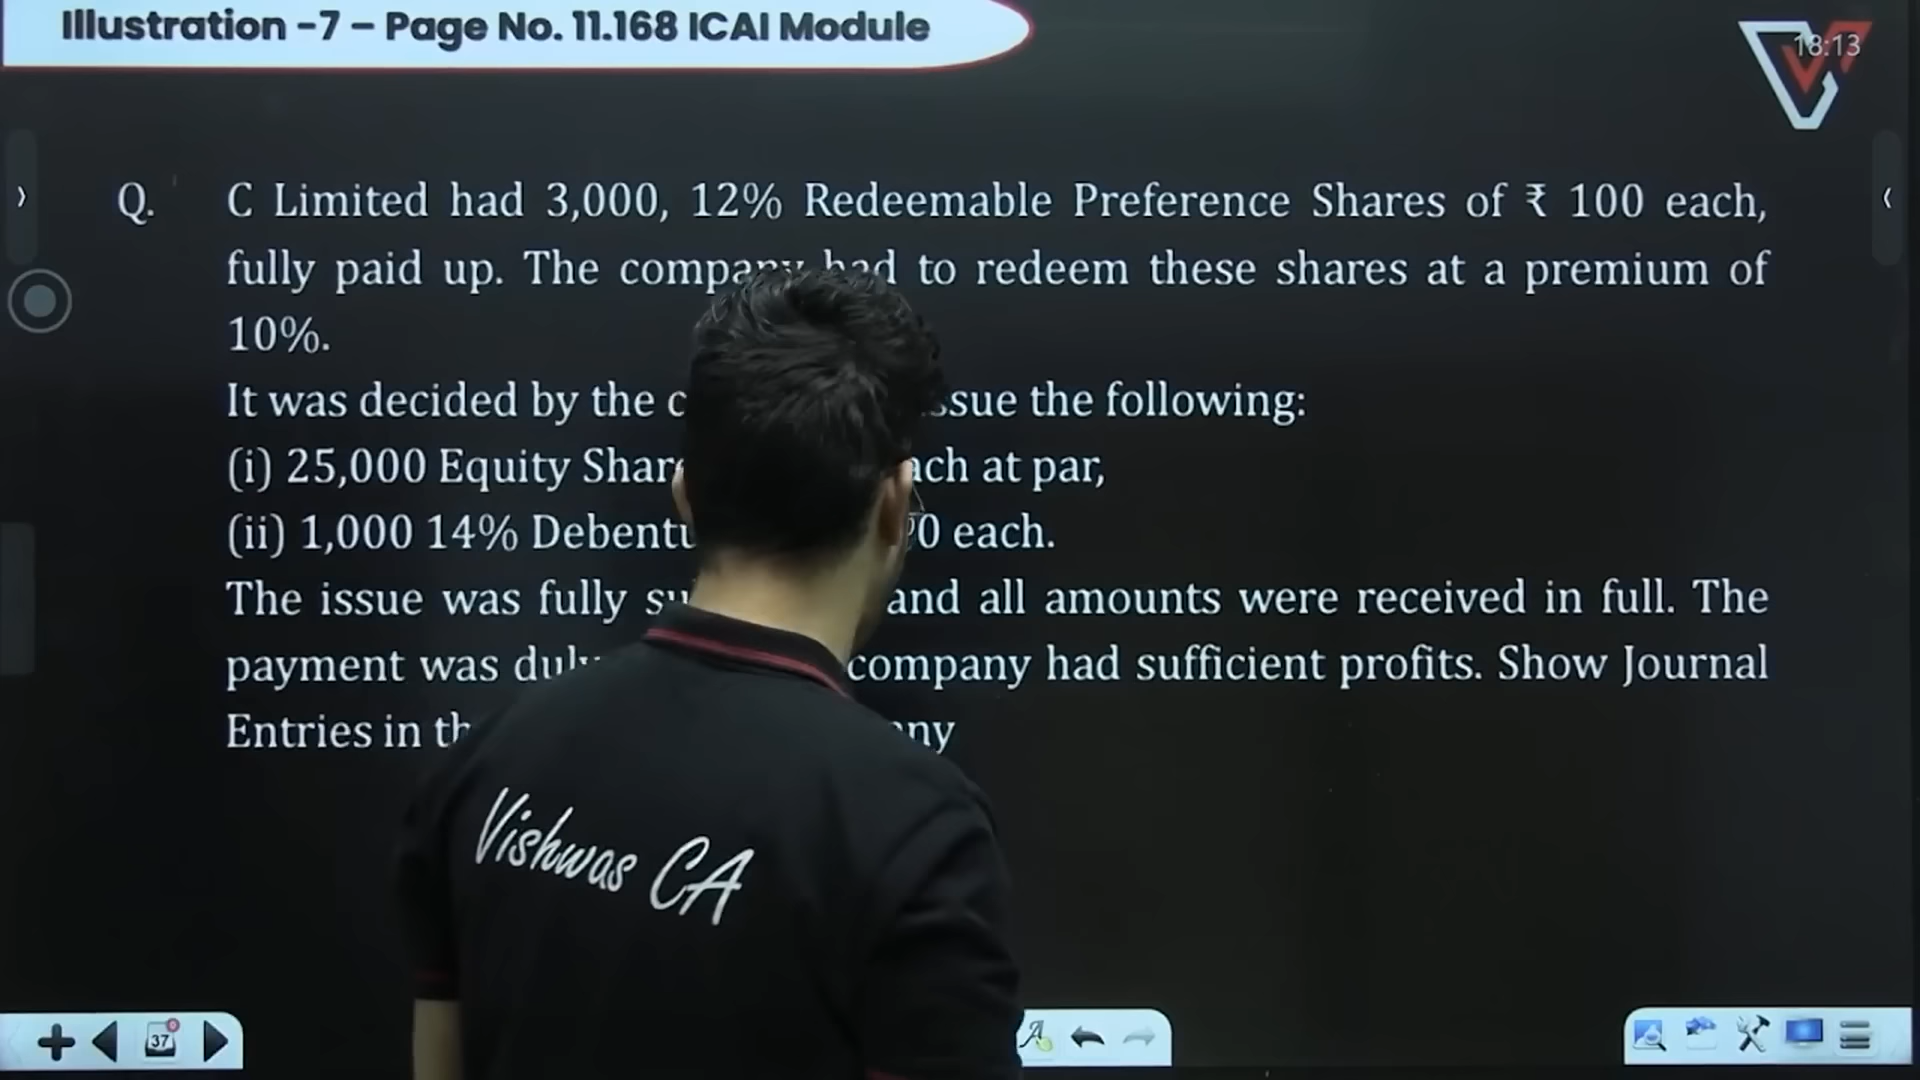 Illustration -7 – Page No. 11.168 ICAI Module
18:13
Q. C Limited had 3,000, 12% Redeemable Preference Shares of ₹ 100 each,
fully paid up. The company had to redeem these shares at a premium of
10%.
It was decided by the ssue the following:
(i) 25,000 Equity at par,
(ii) 1,000 14% each.
The issue was fully and all amounts were received in full. The
payment was company had sufficient profits. Show Journal
Entries in
Vishwas CA
37